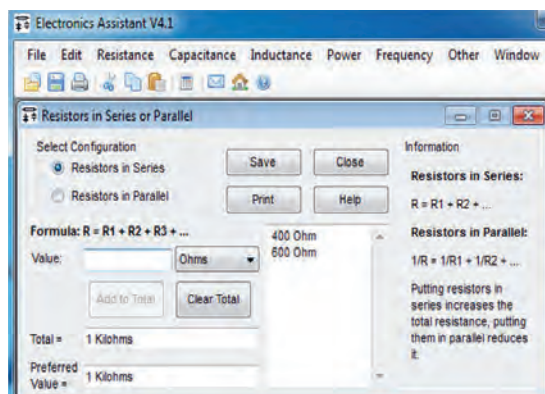 Electronics Assistant V4.1
File Edit Resistance Capacitance Inductance Power Frequency Other Window
Resistors in Series or Parallel
Select Configuration
Resistors in Series
Resistors in Parallel
Save Close
Print Help
Formula: R = R1 + R2 + R3 + ...
Value: Ohms
Add to Total Clear Total
Total = 1 Kilohms
Preferred
Value = 1 Kilohms
400 Ohm
600 Ohm
Information
Resistors in Series:
R = R1 + R2 + ...
Resistors in Parallel:
1/R = 1/R1 + 1/R2 + ...
Putting resistors in
series increases the
total resistance, putting
them in parallel reduces
it.